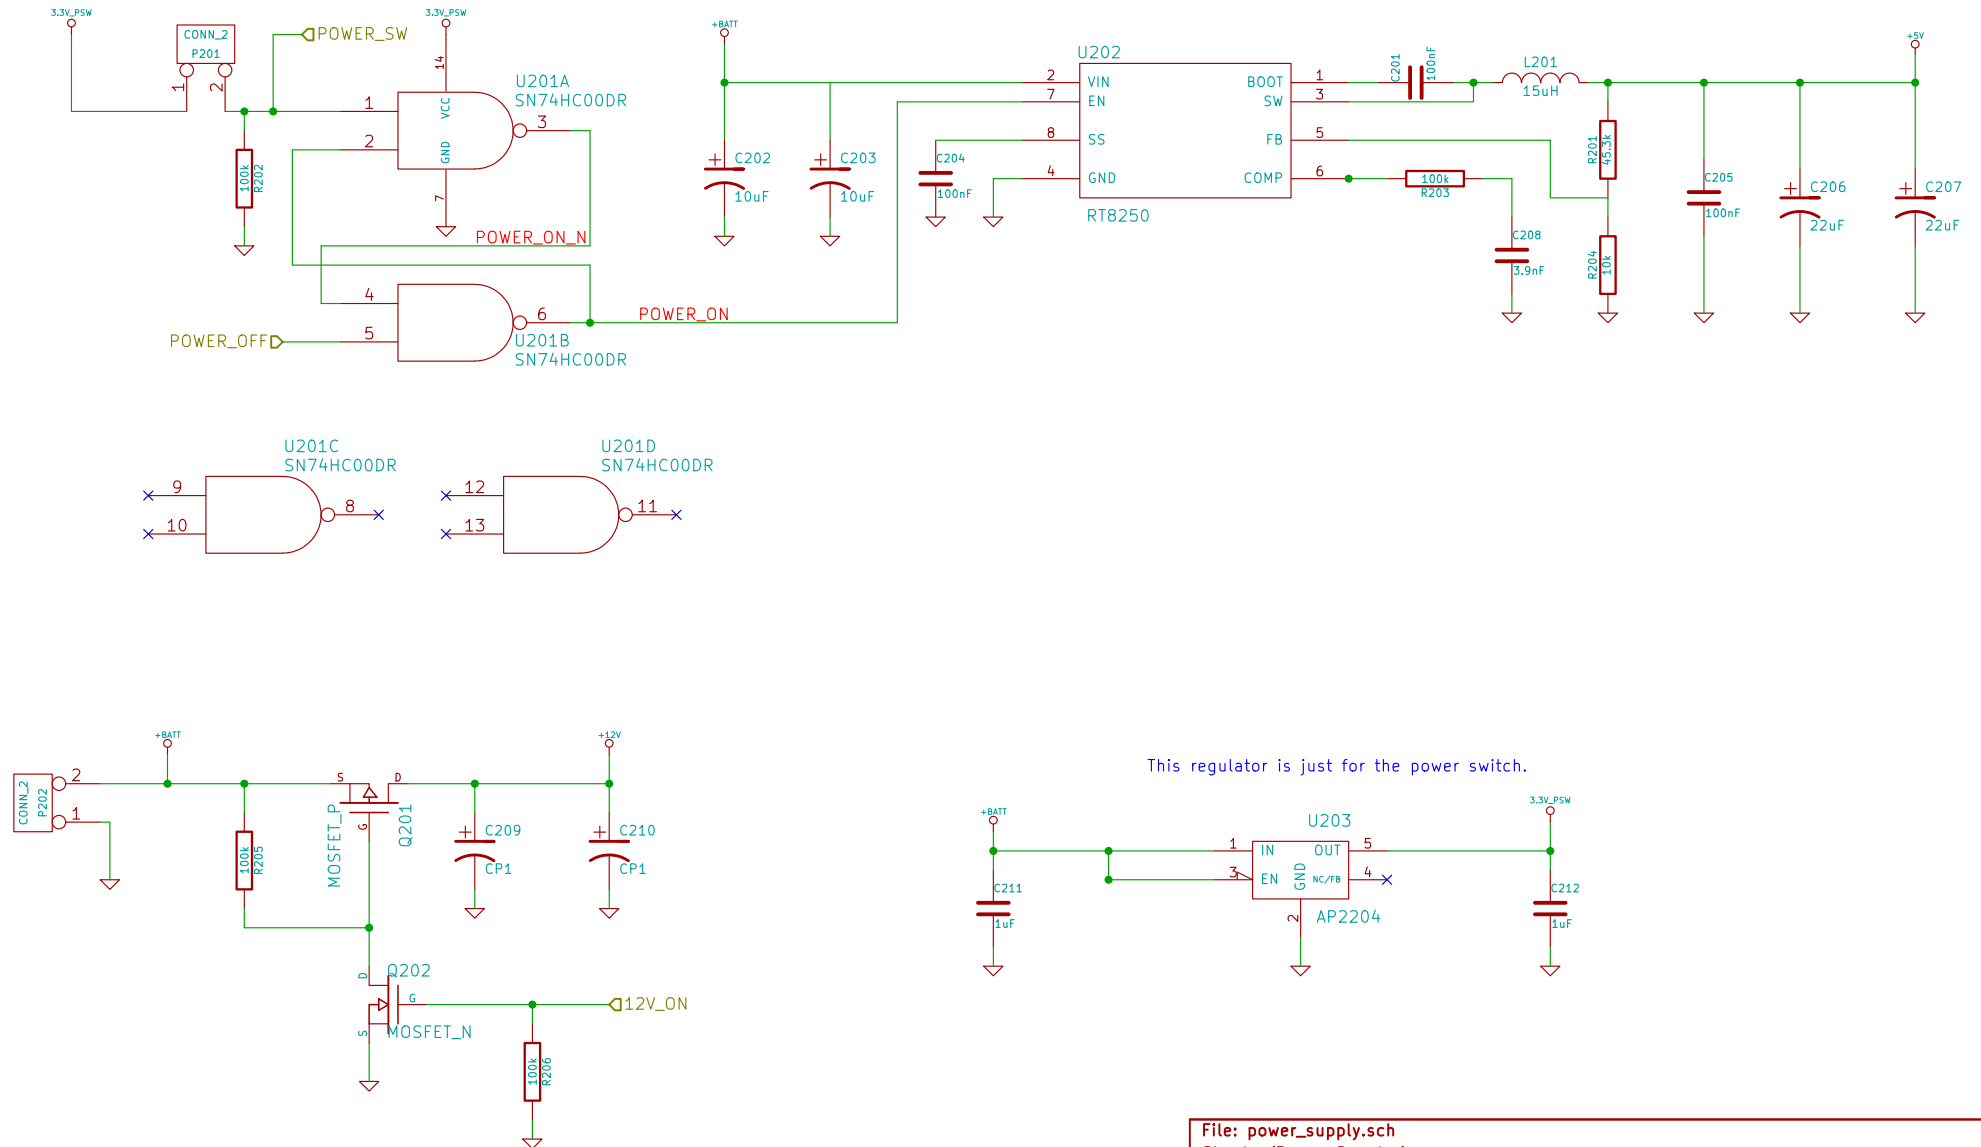 3.3V_PSW
CONN_2
P201
1
2
POWER_SW
3.3V_PSW
14
VCC
GND
7
U201A
SN74HC00DR
1
2
3
100k
R202
POWER_ON_N
4
5
6
POWER_OFF
U201B
SN74HC00DR
POWER_ON
+BATT
C202
10uF
C203
10uF
C204
100nF
U202
2
VIN
7
EN
8
SS
4
GND
BOOT
1
SW
3
FB
5
COMP
6
RT8250
C201
100nF
L201
15uH
+5V
R201
45.3k
100k
R203
C208
3.9nF
R204
10k
C205
100nF
C206
22uF
C207
22uF
U201C
SN74HC00DR
9
10
8
U201D
SN74HC00DR
12
13
11
CONN_2
P202
2
1
+BATT
100k
R205
S
D
G
MOSFET_P
Q201
+12V
C209
CP1
C210
CP1
Q202
D
G
S
MOSFET_N
12V_ON
100k
R206
This regulator is just for the power switch.
+BATT
C211
1uF
U203
1
IN
3
EN
GND
2
OUT
5
NC/FB
4
AP2204
3.3V_PSW
C212
1uF
File: power_supply.sch